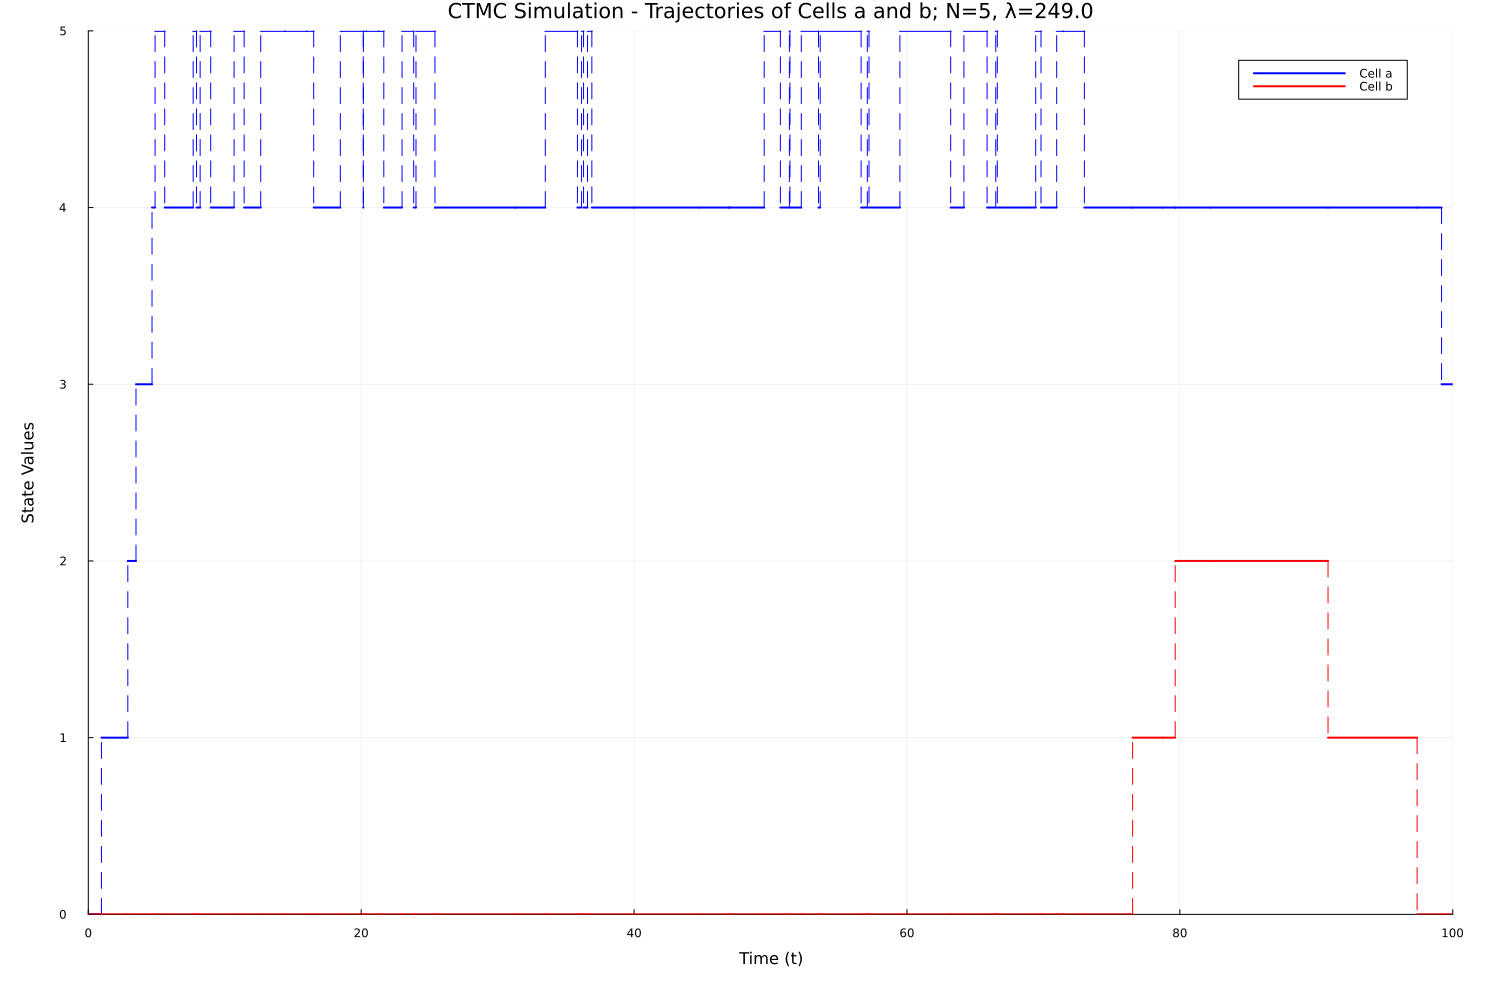 CTMC Simulation - Trajectories of Cells a and b; N=5, λ=249.0
Cell a
Cell b
State Values
5
4
3
2
1
0
0 20 40 60 80 100
Time (t)